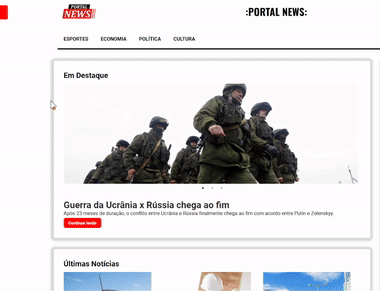 PORTAL
NEWS
:PORTAL NEWS:
ESPORTES ECONOMIA POLÍTICA CULTURA
Em Destaque
Guerra da Ucrânia x Rússia chega ao fim
Após 23 meses de duração, o conflito entre Ucrânia e Rússia finalmente chega ao fim com acordo entre Putin e Zelenskyy.
Continue lendo
Últimas Notícias